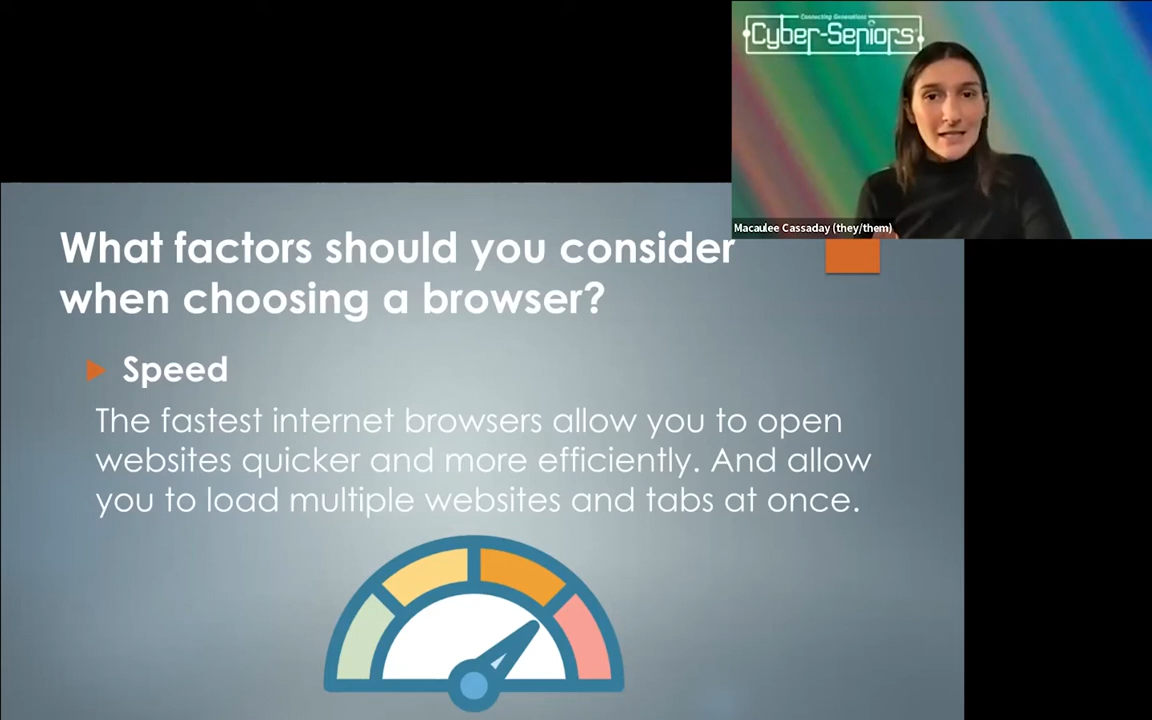 Connecting Generations
Cyber-Seniors
Macaulee Cassaday (they/them)
What factors should you consider
when choosing a browser?
Speed
The fastest internet browsers allow you to open
websites quicker and more efficiently. And allow
you to load multiple websites and tabs at once.